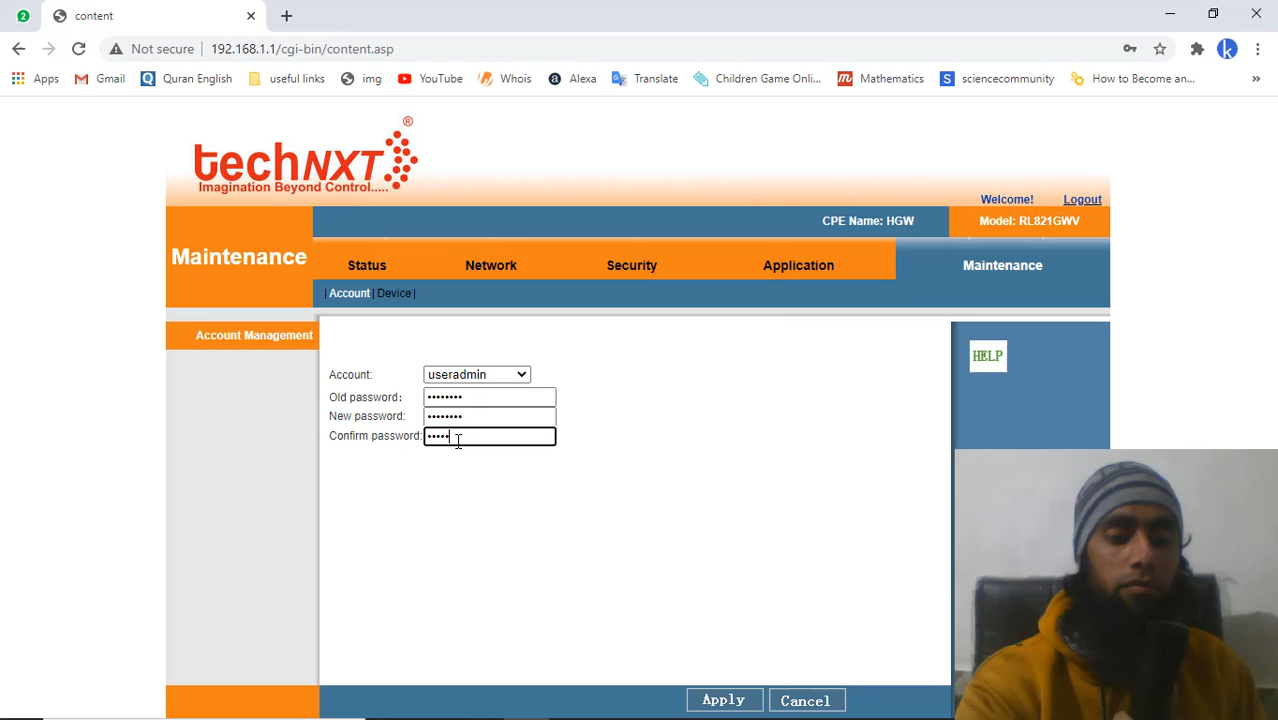 2
content
Not secure
192.168.1.1/cgi-bin/content.asp
k
Apps
Gmail
Quran English
useful links
img
YouTube
Whois
Alexa
Translate
Children Game Onli...
Mathematics
sciencecommunity
How to Become an...
»
techNXT®
Imagination Beyond Control.....
Welcome!
Logout
CPE Name: HGW
Model: RL821GWV
Maintenance
Status
Network
Security
Application
Maintenance
| Account | Device |
Account Management
HELP
Account:
useradmin
Old password:
••••••••
New password:
••••••••
Confirm password:
•••••
Apply
Cancel